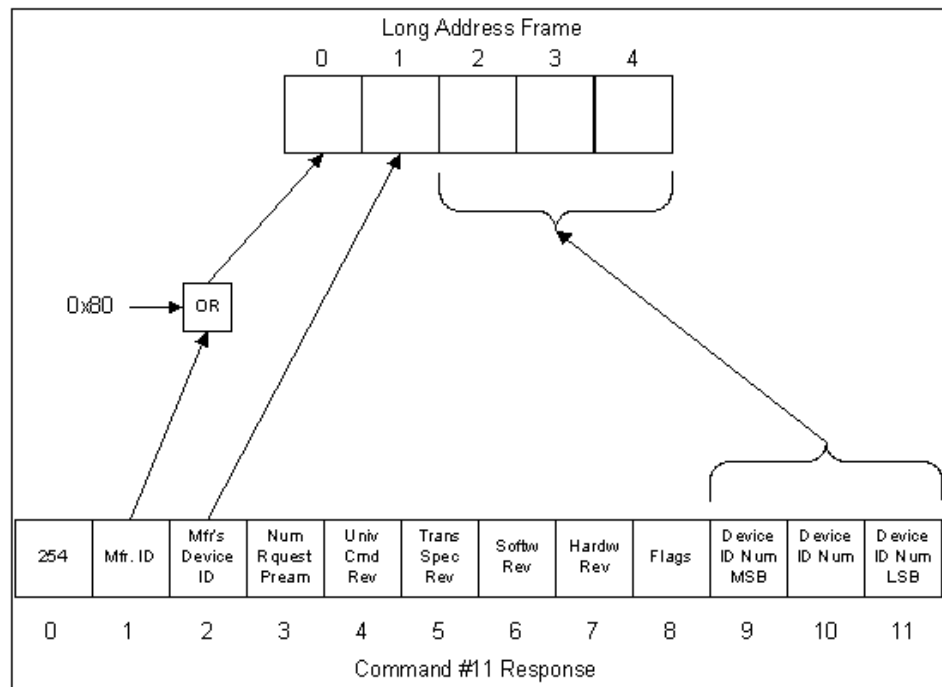 Long Address Frame
0 1 2 3 4
0x80
OR
254
Mfr. ID
Mfr's
Device
ID
Num
Rquest
Pream
Univ
Cmd
Rev
Trans
Spec
Rev
Softw
Rev
Hardw
Rev
Flags
Device
ID Num
MSB
Device
ID Num
Device
ID Num
LSB
0 1 2 3 4 5 6 7 8 9 10 11
Command #11 Response